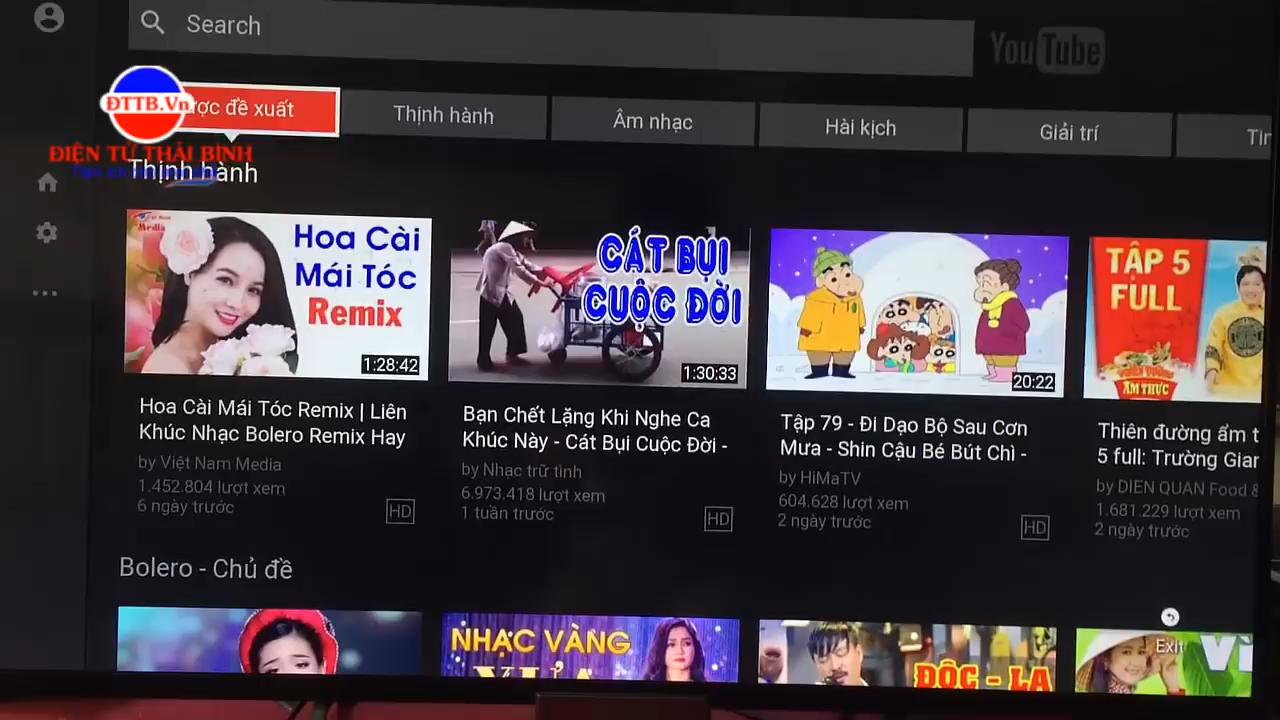 Search
YouTube
ĐTTB.Vn
ược đề xuất
Thịnh hành
Âm nhạc
Hài kịch
Giải trí
ĐIỆN TỬ THÁI BÌNH
Thịnh hành
Media
Hoa Cài
Mái Tóc
Remix
1:28:42
CÁT BỤI
CUỘC ĐỜI
1:30:33
20:22
TẬP 5
FULL
ẨM THỰC
Hoa Cài Mái Tóc Remix | Liên
Khúc Nhạc Bolero Remix Hay
by Việt Nam Media
1.452.804 lượt xem
6 ngày trước
HD
Bạn Chết Lặng Khi Nghe Ca
Khúc Này - Cát Bụi Cuộc Đời -
by Nhạc trữ tình
6.973.418 lượt xem
1 tuần trước
HD
Tập 79 - Đi Dạo Bộ Sau Cơn
Mưa - Shin Cậu Bé Bút Chì -
by HiMaTV
604.628 lượt xem
2 ngày trước
HD
Thiên đường ẩm t
5 full: Trường Gian
by DIEN QUAN Food &
1.681.229 lượt xem
2 ngày trước
Bolero - Chủ đề
NHẠC VÀNG
XƯA
ĐỘC - LẠ
Exit